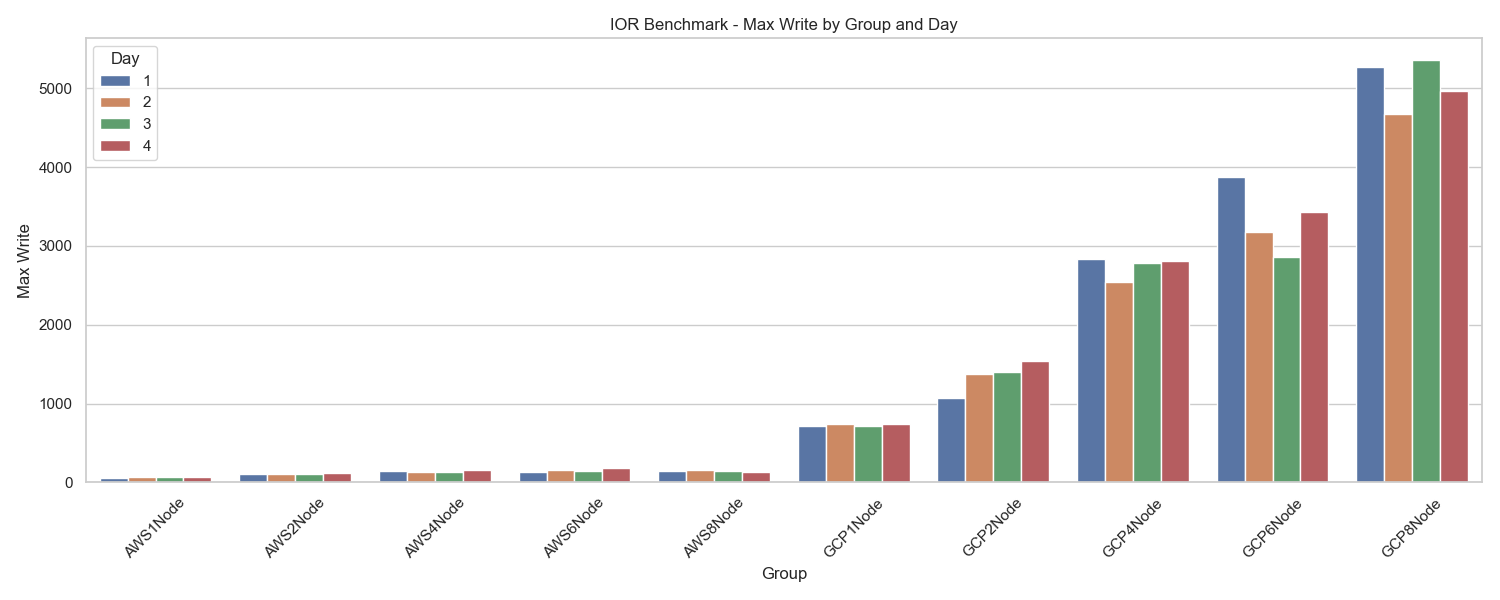 IOR Benchmark - Max Write by Group and Day
Day
1
2
3
4
Max Write
5000
4000
3000
2000
1000
0
AWS1Node
AWS2Node
AWS4Node
AWS6Node
AWS8Node
GCP1Node
GCP2Node
GCP4Node
GCP6Node
GCP8Node
Group